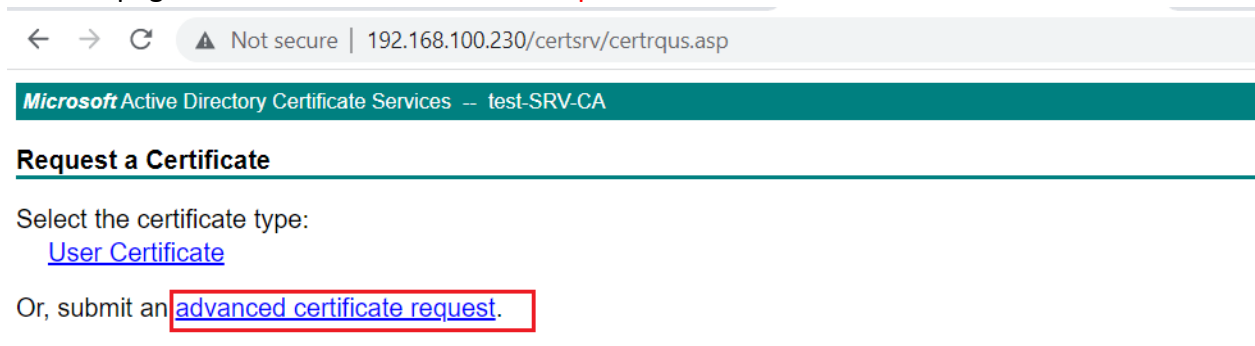 Not secure | 192.168.100.230/certsrv/certrqus.asp
Microsoft Active Directory Certificate Services -- test-SRV-CA
Request a Certificate
Select the certificate type:
User Certificate
Or, submit an advanced certificate request.